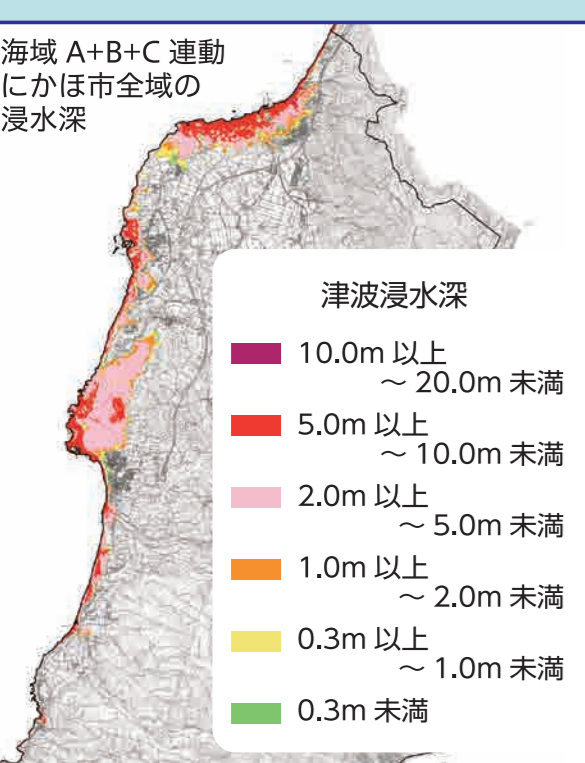 海域 A+B+C 連動
にかほ市全域の
浸水深
津波浸水深
10.0m 以上
～ 20.0m 未満
5.0m 以上
～ 10.0m 未満
2.0m 以上
～ 5.0m 未満
1.0m 以上
～ 2.0m 未満
0.3m 以上
～ 1.0m 未満
0.3m 未満